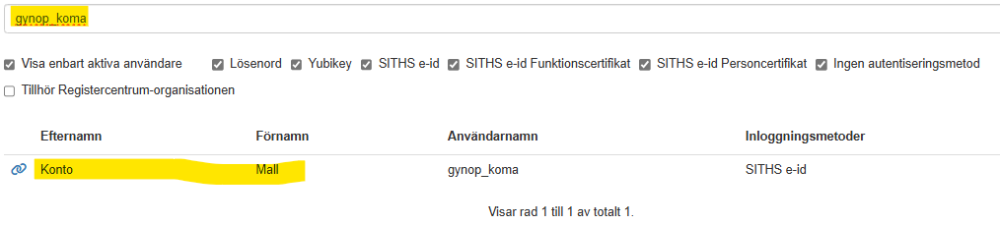 gynop_koma
Visa enbart aktiva användare Lösenord Yubikey SITHS e-id SITHS e-id Funktionscertifikat SITHS e-id Personcertifikat Ingen autentiseringsmetod
Tillhör Registercentrum-organisationen
Efternamn Förnamn Användarnamn Inloggningsmetoder
Konto Mall gynop_koma SITHS e-id
Visar rad 1 till 1 av totalt 1.